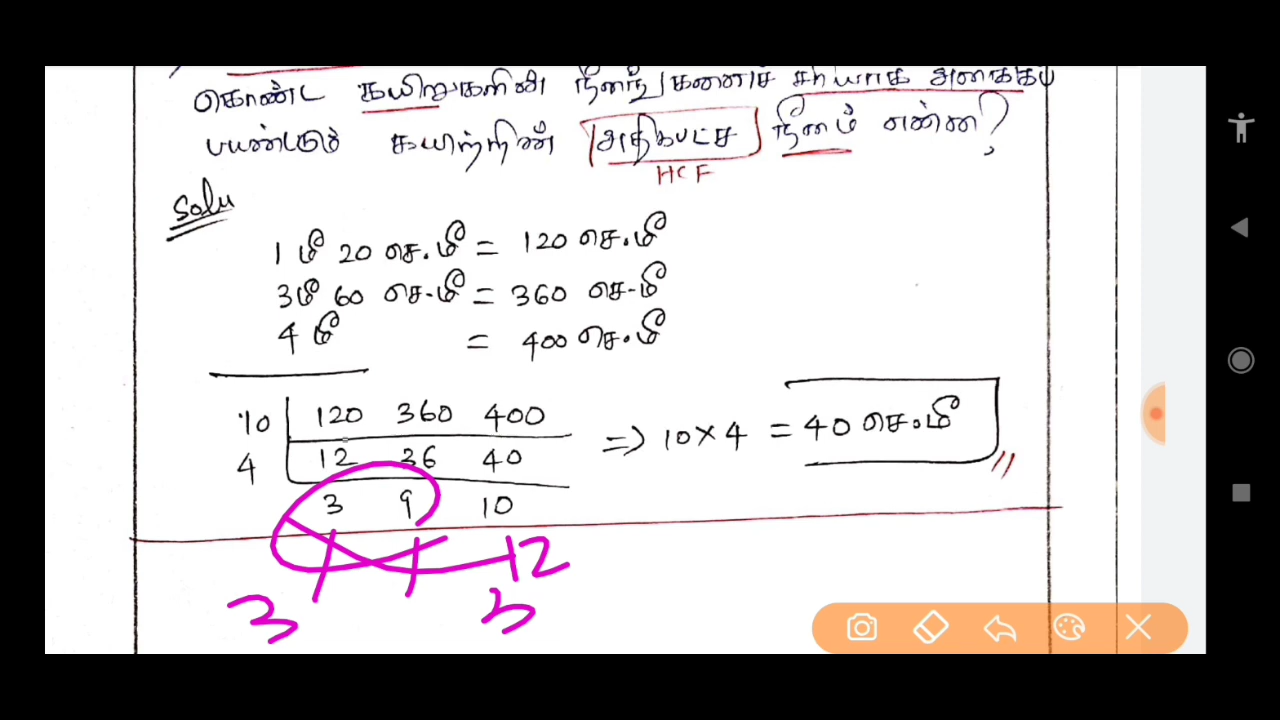 கொண்ட கயிறுகளின் நீளங்களைச் சரியாக அளக்கப்
பயன்படும் கயிற்றின் அதிகபட்ச நீளம் என்ன?
HCF
Solu
1 மீ 20 செ.மீ = 120 செ.மீ
3மீ 60 செ.மீ = 360 செ.மீ
4 மீ = 400 செ.மீ
10 120 360 400
4 12 36 40
3 9 10
=> 10×4 = 40 செ.மீ
12
3